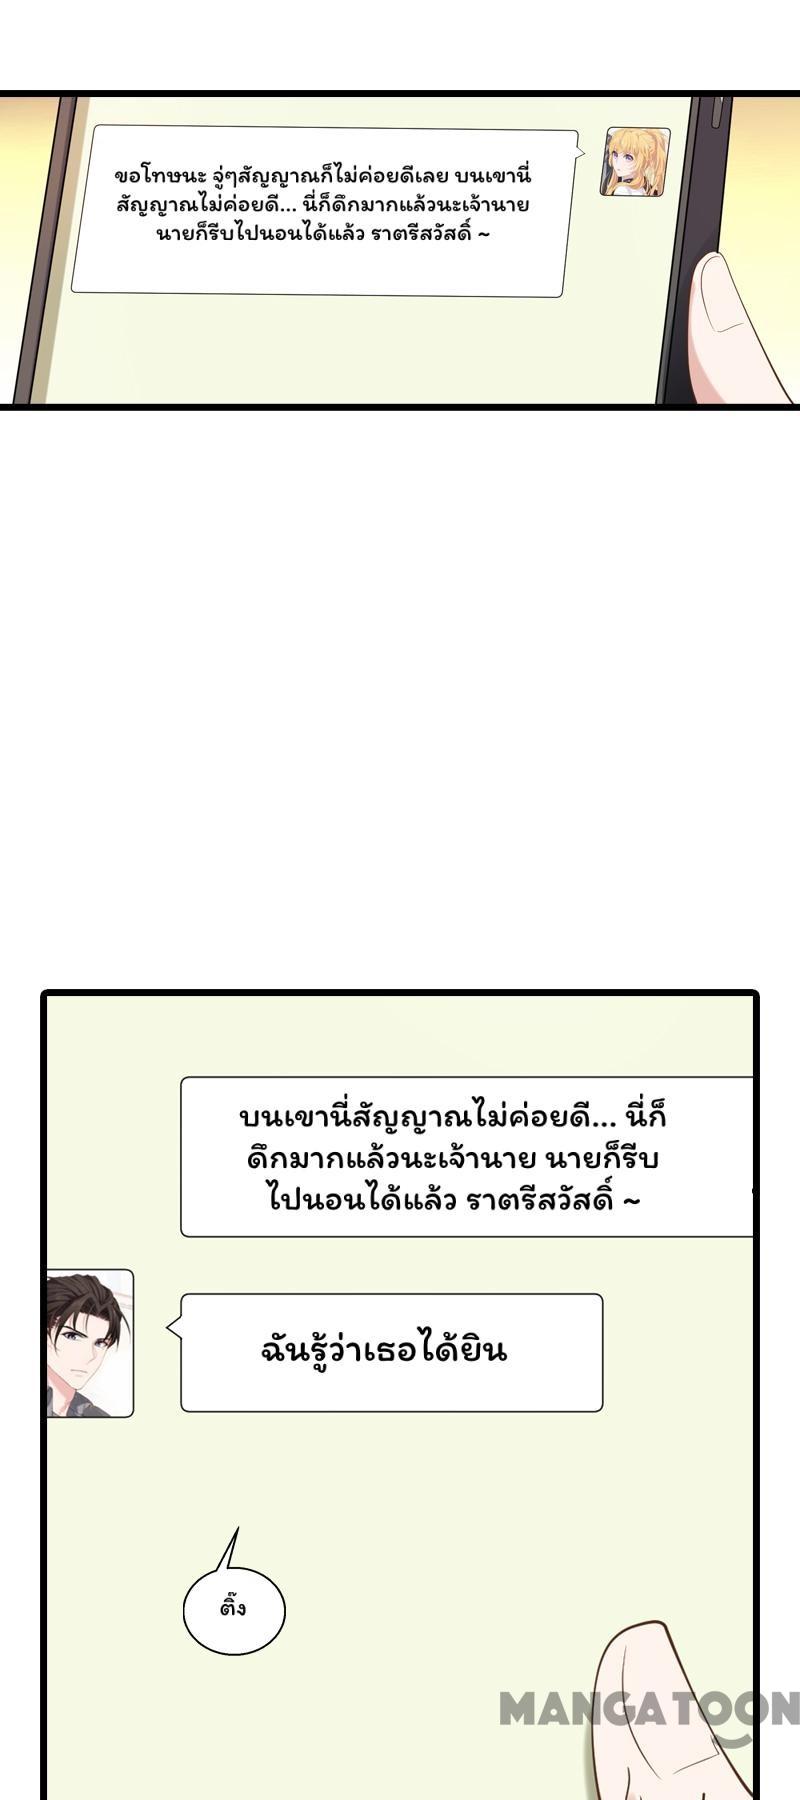 ขอโทษนะ จู่ๆสัญญาณก็ไม่ค่อยดีเลย บนเขานี่
สัญญาณไม่ค่อยดี... นี่ก็ดึกมากแล้วนะเจ้านาย
นายก็รีบไปนอนได้แล้ว ราตรีสวัสดิ์ ~
บนเขานี่สัญญาณไม่ค่อยดี... นี่ก็
ดึกมากแล้วนะเจ้านาย นายก็รีบ
ไปนอนได้แล้ว ราตรีสวัสดิ์ ~
ฉันรู้ว่าเธอได้ยิน
ติ๊ง
MANGATOON